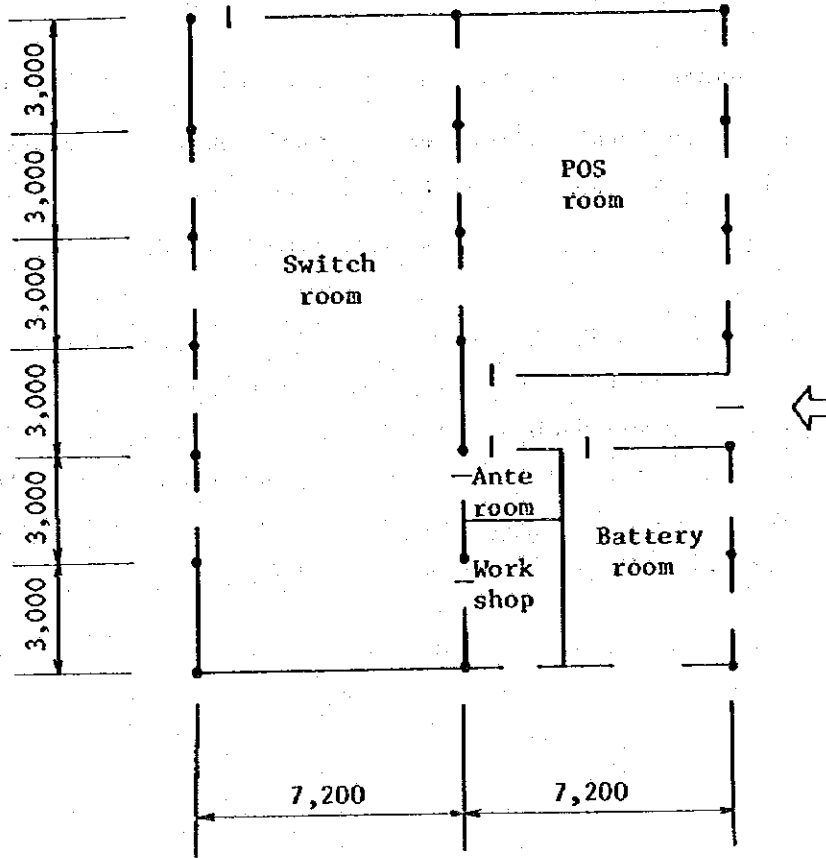 3,000
3,000
3,000
3,000
3,000
3,000
POS
room
Switch
room
Ante
room
Battery
room
Work
shop
7,200
7,200